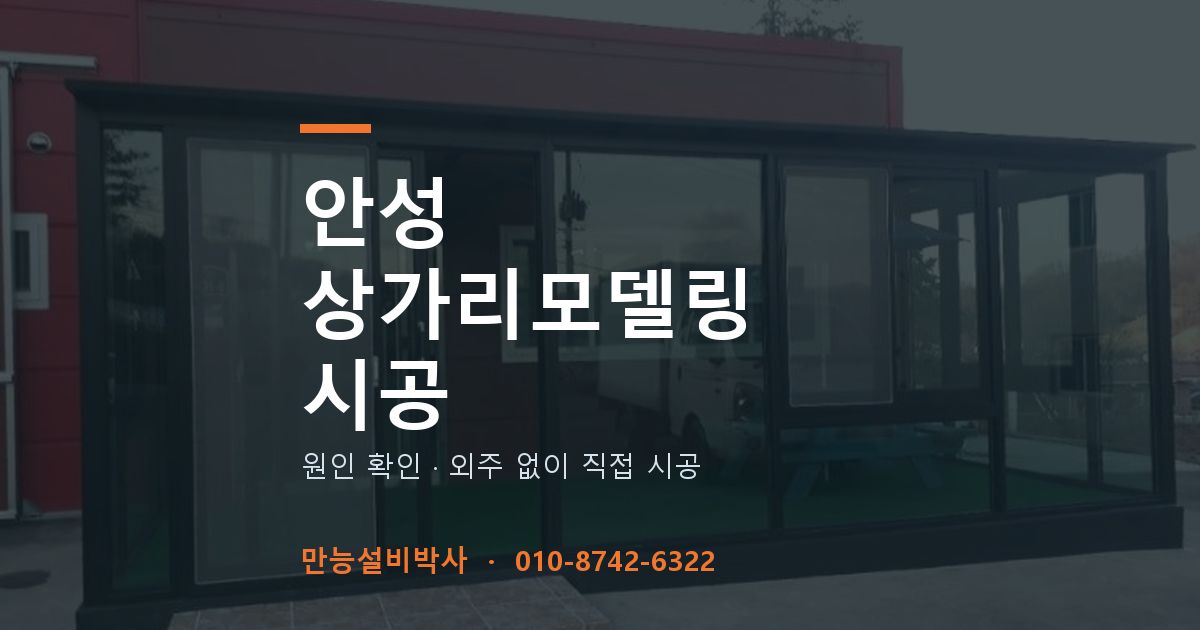 안성
상가리모델링
시공
원인 확인 · 외주 없이 직접 시공
만능설비박사 · 010-8742-6322